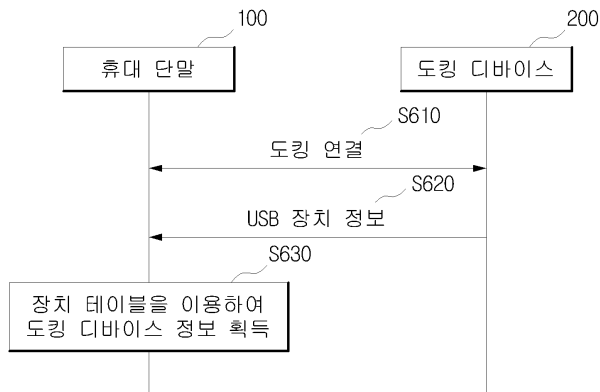 100
200
휴대 단말
도킹 디바이스
S610
도킹 연결
S620
USB 장치 정보
S630
장치 테이블을 이용하여
도킹 디바이스 정보 획득